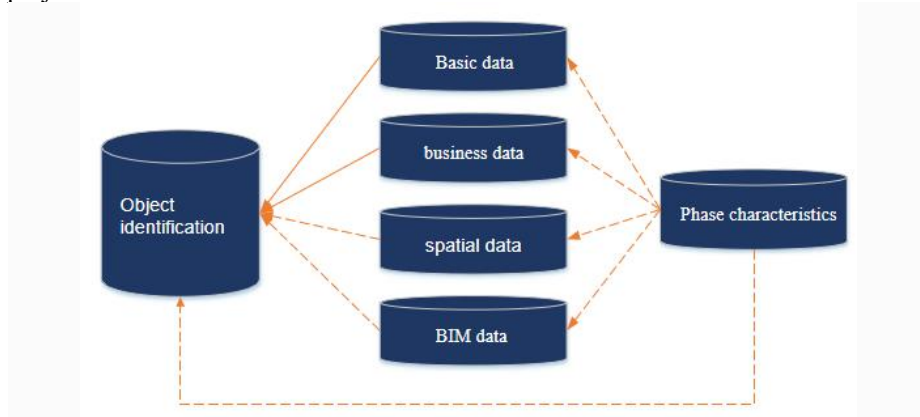 Basic data
business data
Object
identification
Phase characteristics
spatial data
BIM data